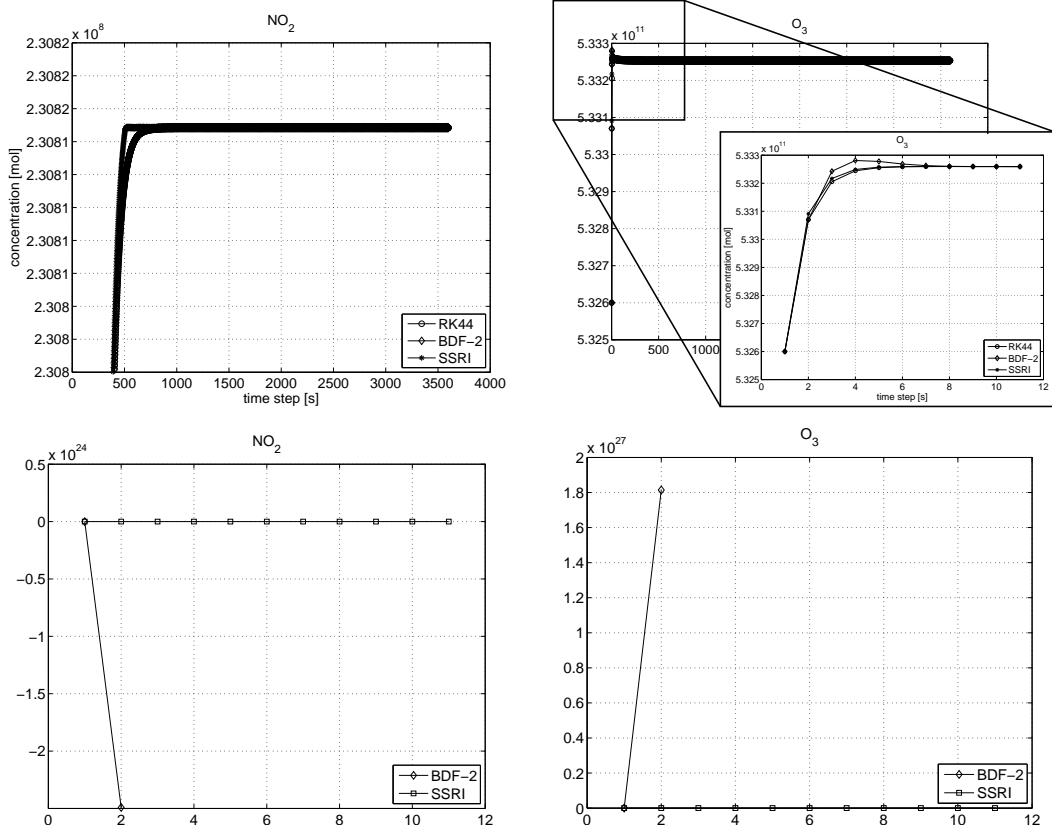 NO2
x 10^8
2.3082
2.3082
2.3082
2.3081
2.3081
2.3081
2.3081
2.3081
2.308
2.308
2.308
concentration [mol]
0 500 1000 1500 2000 2500 3000 3500 4000
time step [s]
RK44
BDF−2
SSRI
O3
x 10^11
5.333
5.332
5.331
5.33
5.329
5.328
5.327
5.326
5.325
0 500 1000
O3
x 10^11
5.333
5.332
5.331
5.33
5.329
5.328
5.327
5.326
5.325
concentration [mol]
0 2 4 6 8 10 12
time step [s]
RK44
BDF−2
SSRI
NO2
x 10^24
0.5
0
−0.5
−1
−1.5
−2
0 2 4 6 8 10 12
BDF−2
SSRI
O3
x 10^27
2
1.8
1.6
1.4
1.2
1
0.8
0.6
0.4
0.2
0
0 2 4 6 8 10 12
BDF−2
SSRI